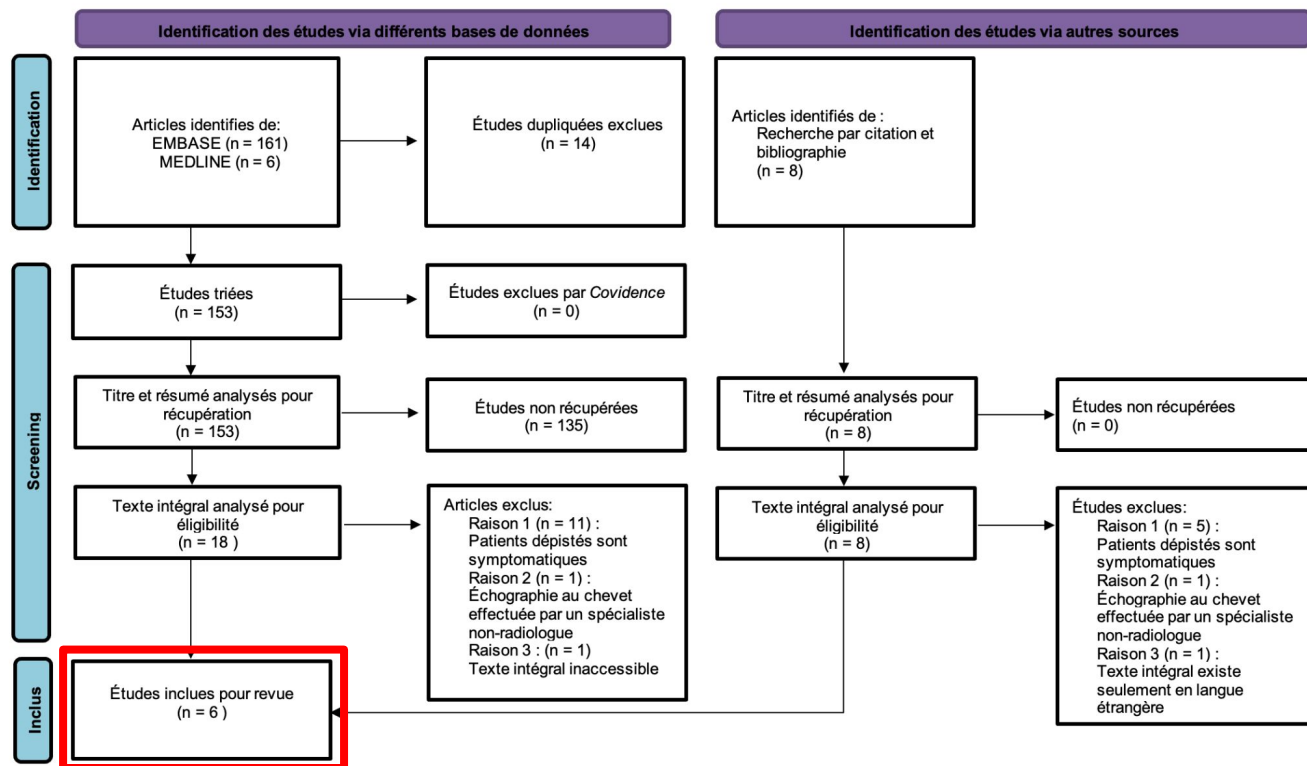 Identification des études via différents bases de données
Identification des études via autres sources
Identification
Articles identifies de:
EMBASE (n = 161)
MEDLINE (n = 6)
Études dupliquées exclues
(n = 14)
Articles identifiés de :
Recherche par citation et
bibliographie
(n = 8)
Screening
Études triées
(n = 153)
Études exclues par Covidence
(n = 0)
Titre et résumé analysés pour
récupération
(n = 153)
Études non récupérées
(n = 135)
Titre et résumé analysés pour
récupération
(n = 8)
Études non récupérées
(n = 0)
Texte intégral analysé pour
éligibilité
(n = 18 )
Articles exclus:
Raison 1 (n = 11) :
Patients dépistés sont
symptomatiques
Raison 2 (n = 1) :
Échographie au chevet
effectuée par un spécialiste
non-radiologue
Raison 3 : (n = 1)
Texte intégral inaccessible
Texte intégral analysé pour
éligibilité
(n = 8)
Études exclues:
Raison 1 (n = 5) :
Patients dépistés sont
symptomatiques
Raison 2 (n = 1) :
Échographie au chevet
effectuée par un spécialiste
non-radiologue
Raison 3 (n = 1) :
Texte intégral existe
seulement en langue
étrangère
Inclus
Études inclues pour revue
(n = 6 )